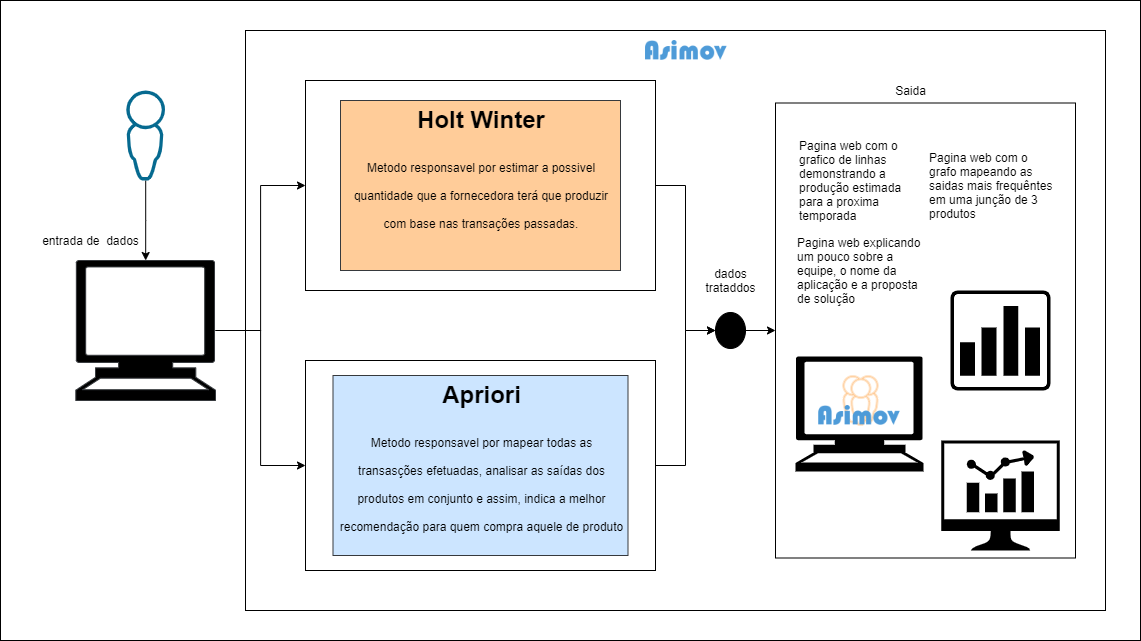 Asimov
Saida
entrada de  dados
Holt Winter
Metodo responsavel por estimar a possivel
quantidade que a fornecedora terá que produzir
com base nas transações passadas.
Apriori
Metodo responsavel por mapear todas as
transasções efetuadas, analisar as saídas dos
produtos em conjunto e assim, indica a melhor
recomendação para quem compra aquele de produto
dados
trataddos
Pagina web com o
grafico de linhas
demonstrando a
produção estimada
para a proxima
temporada
Pagina web com o
grafo mapeando as
saidas mais frequêntes
em uma junção de 3
produtos
Pagina web explicando
um pouco sobre a
equipe, o nome da
aplicação e a proposta
de solução
Asimov